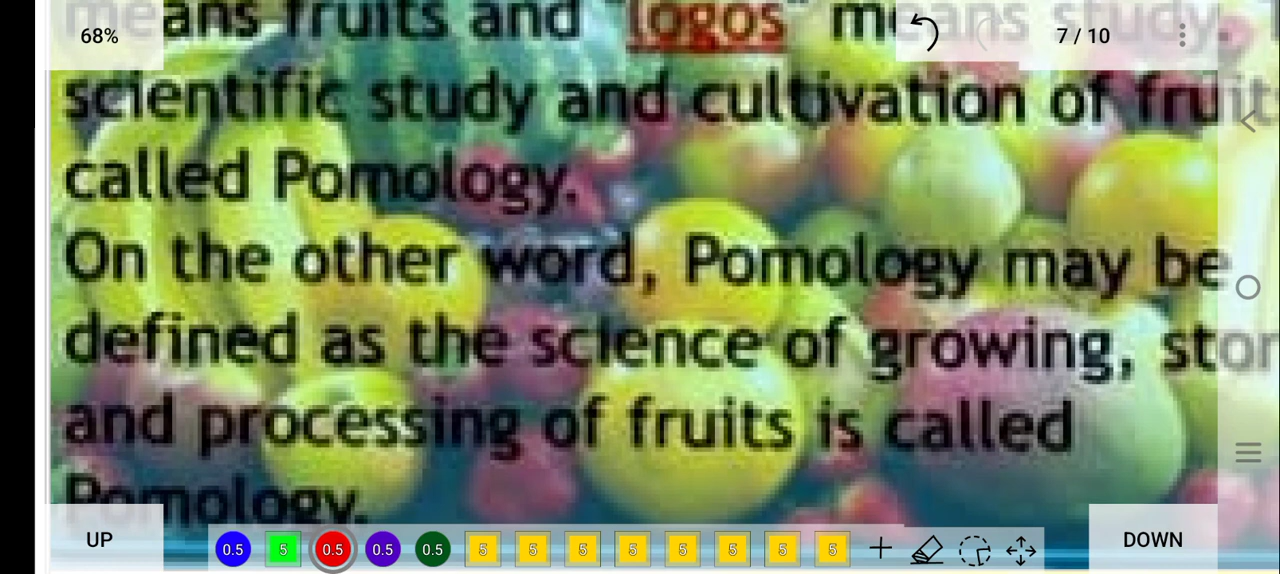 68%
means fruits and "logos" means study.
7 / 10
scientific study and cultivation of fruits
called Pomology.
On the other word, Pomology may be
defined as the science of growing, stor
and processing of fruits is called
Pomology.
UP
0.5 5 0.5 0.5 0.5 5 5 5 5 5 5 5 5
DOWN